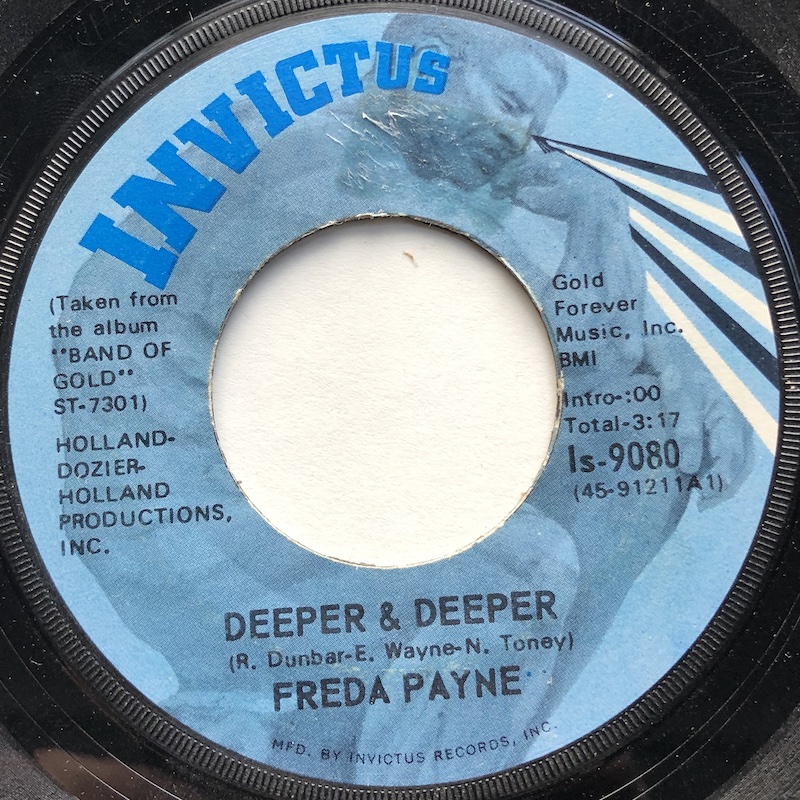 INVICTUS
(Taken from
the album
"BAND OF
GOLD"
ST-7301)
HOLLAND-
DOZIER-
HOLLAND
PRODUCTIONS,
INC.
Gold
Forever
Music, Inc.
BMI
Intro-:00
Total-3:17
Is-9080
(45-91211A1)
DEEPER & DEEPER
(R. Dunbar-E. Wayne-N. Toney)
FREDA PAYNE
MFD. BY INVICTUS RECORDS, INC.